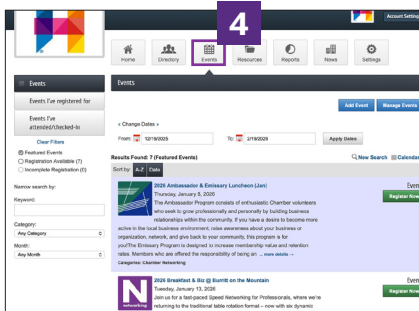 Account Settings
4
Home
Directory
Events
Resources
Reports
News
Settings
Events
Events I've registered for
Events I've
attended/checked-in
Clear Filters
Featured Events
Registration Available (7)
Incomplete Registration (0)
Narrow search by:
Keyword:
Category:
Any Category
Month:
Any Month
Events
Add Event
Manage Events
« Change Dates »
From:
12/19/2025
To:
2/19/2026
Apply Dates
Results Found: 7 (Featured Events)
New Search
Calendar
Sort by
A-Z
Date
2026 Ambassador & Emissary Luncheon (Jan)
Thursday, January 8, 2026
The Ambassador Program consists of enthusiastic Chamber volunteers
who seek to grow professionally and personally by building business
relationships within the community. If you have a desire to become more
active in the local business environment, raise awareness about your business or
organization, network, and give back to your community, this program is for
you!The Emissary Program is designed to increase membership value and retention
rates. Members who are offered the responsibility of being an ... more details →
Categories: Chamber Networking
Even
Register Now
2026 Breakfast & Biz @ Burritt on the Mountain
Tuesday, January 13, 2026
Join us for a fast-paced Speed Networking for Professionals, where we're
returning to the traditional table rotation format – now with six dynamic
Even
Register Now
networking